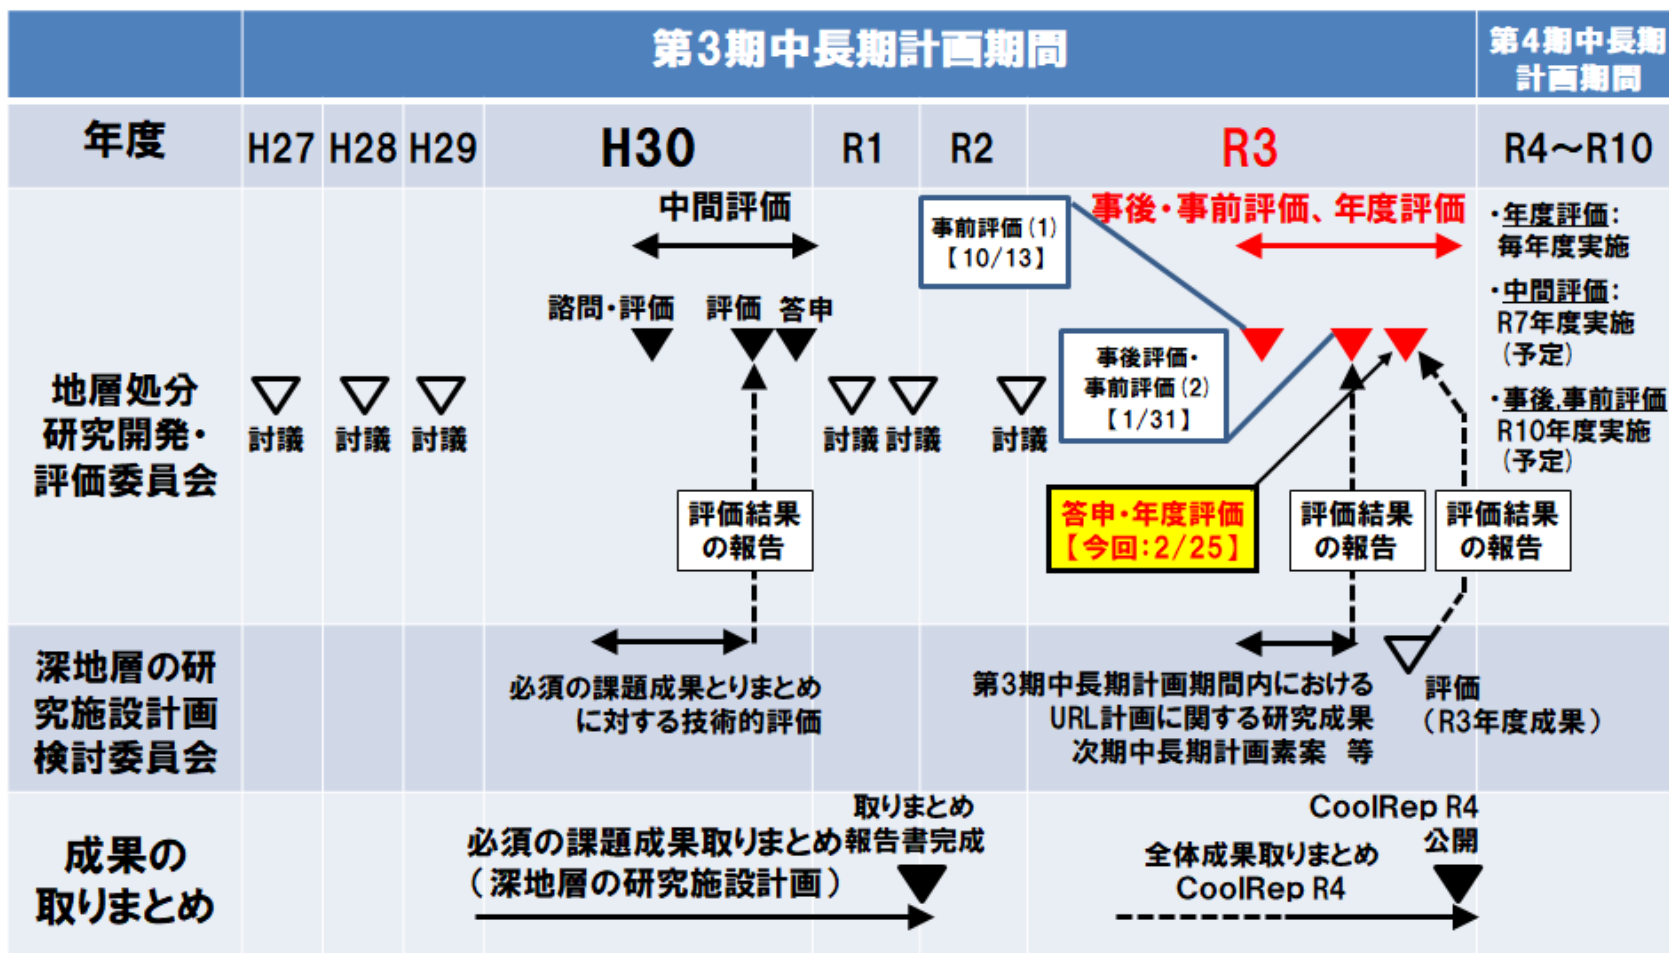 第3期中長期計画期間
第4期中長期
計画期間
年度
H27
H28
H29
H30
R1
R2
R3
R4～R10
地層処分
研究開発・
評価委員会
中間評価
諮問・評価
評価
答申
討議
討議
討議
討議
討議
討議
評価結果
の報告
事前評価(1)
【10/13】
事後・事前評価、年度評価
事後評価・
事前評価(2)
【1/31】
答申・年度評価
【今回：2/25】
評価結果
の報告
評価結果
の報告
・年度評価：
毎年度実施
・中間評価：
R7年度実施
(予定)
・事後,事前評価
R10年度実施
(予定)
深地層の研
究施設計画
検討委員会
必須の課題成果とりまとめ
に対する技術的評価
第3期中長期計画期間内における
URL計画に関する研究成果
次期中長期計画素案 等
評価
(R3年度成果)
成果の
取りまとめ
必須の課題成果取りまとめ
(深地層の研究施設計画)
取りまとめ
報告書完成
全体成果取りまとめ
CoolRep R4
CoolRep R4
公開